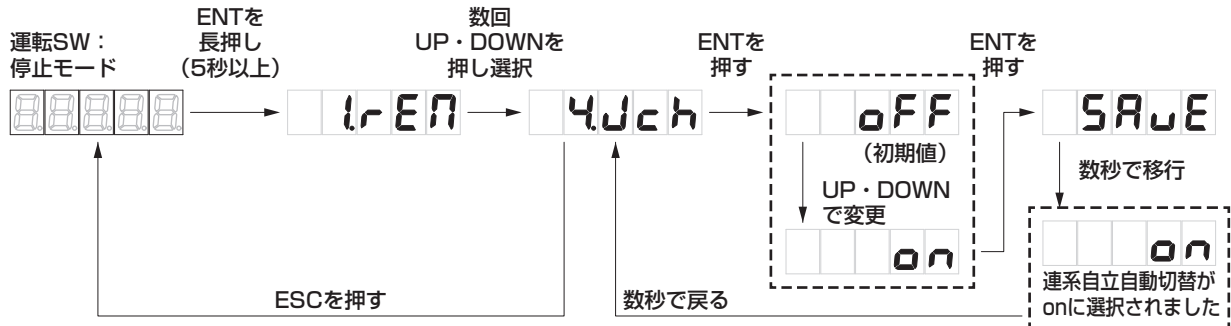 運転SW：
停止モード
ENTを
長押し
(5秒以上)
1.rEM
数回
UP・DOWNを
押し選択
4.Jch
ENTを
押す
oFF
(初期値)
UP・DOWN
で変更
on
ENTを
押す
SAvE
数秒で移行
on
連系自立自動切替が
onに選択されました
数秒で戻る
ESCを押す